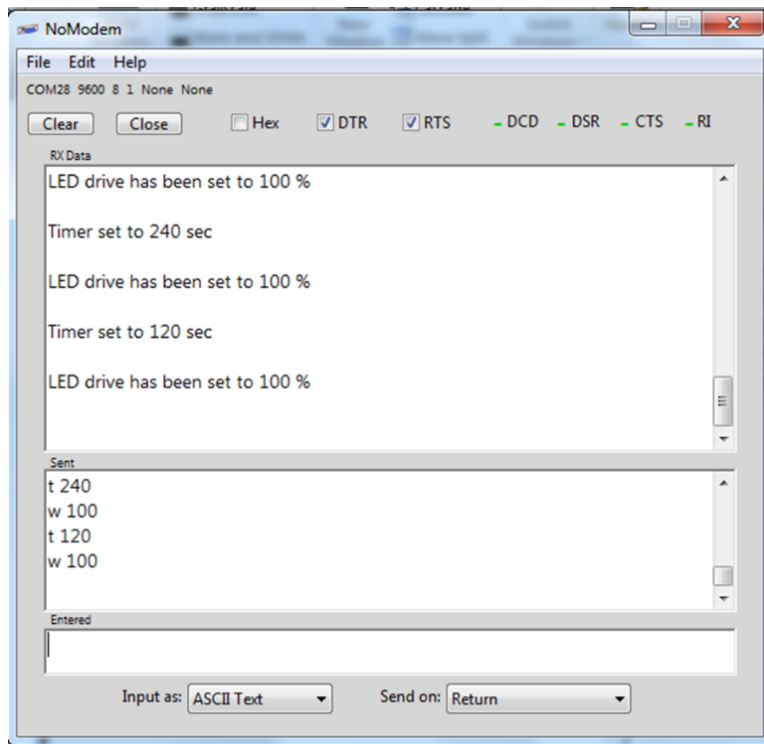 NoModem
File Edit Help
COM28 9600 8 1 None None
Clear Close Hex DTR RTS DCD DSR CTS RI
RX Data
LED drive has been set to 100 %
Timer set to 240 sec
LED drive has been set to 100 %
Timer set to 120 sec
LED drive has been set to 100 %
Sent
t 240
w 100
t 120
w 100
Entered
Input as: ASCII Text Send on: Return